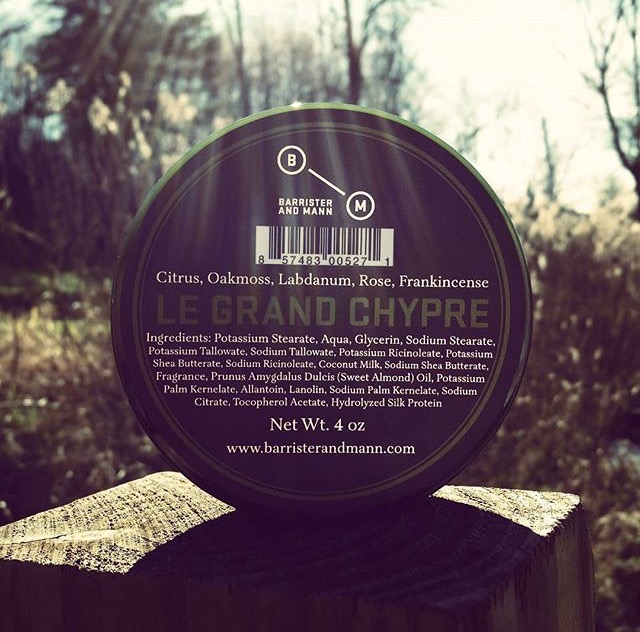 B
M
BARRISTER
AND MANN
8 57483 00527 1
Citrus, Oakmoss, Labdanum, Rose, Frankincense
LE GRAND CHYPRE
Ingredients: Potassium Stearate, Aqua, Glycerin, Sodium Stearate,
Potassium Tallowate, Sodium Tallowate, Potassium Ricinoleate, Potassium
Shea Butterate, Sodium Ricinoleate, Coconut Milk, Sodium Shea Butterate,
Fragrance, Prunus Amygdalus Dulcis (Sweet Almond) Oil, Potassium
Palm Kernelate, Allantoin, Lanolin, Sodium Palm Kernelate, Sodium
Citrate, Tocopherol Acetate, Hydrolyzed Silk Protein
Net Wt. 4 oz
www.barristerandmann.com